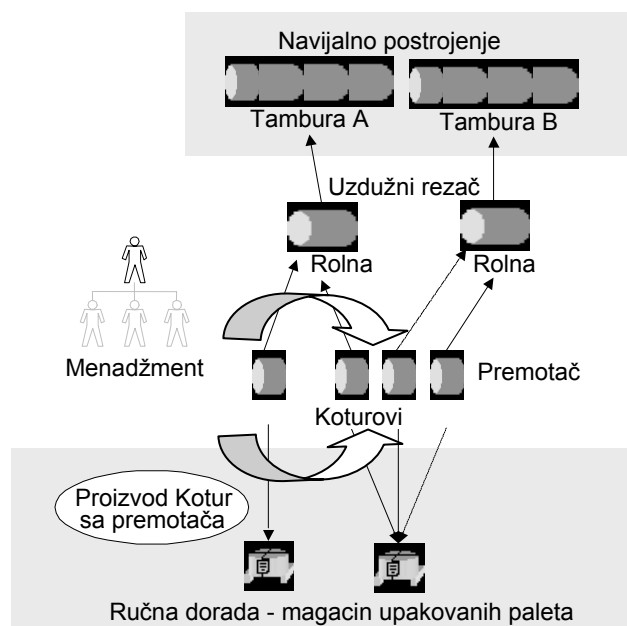 Navijalno postrojenje
Tambura A
Tambura B
Uzdužni rezač
Rolna
Rolna
Menadžment
Premotač
Koturovi
Proizvod Kotur
sa premotača
Ručna dorada - magacin upakovanih paleta